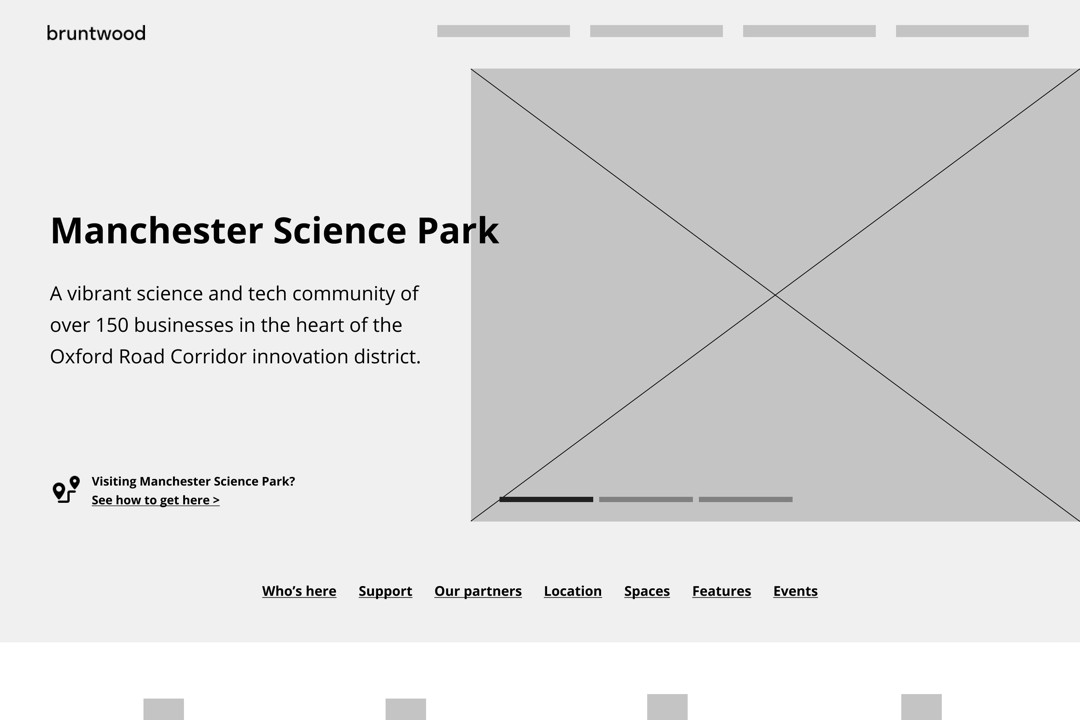 bruntwood
Manchester Science Park
A vibrant science and tech community of
over 150 businesses in the heart of the
Oxford Road Corridor innovation district.
Visiting Manchester Science Park?
See how to get here >
Who’s here Support Our partners Location Spaces Features Events